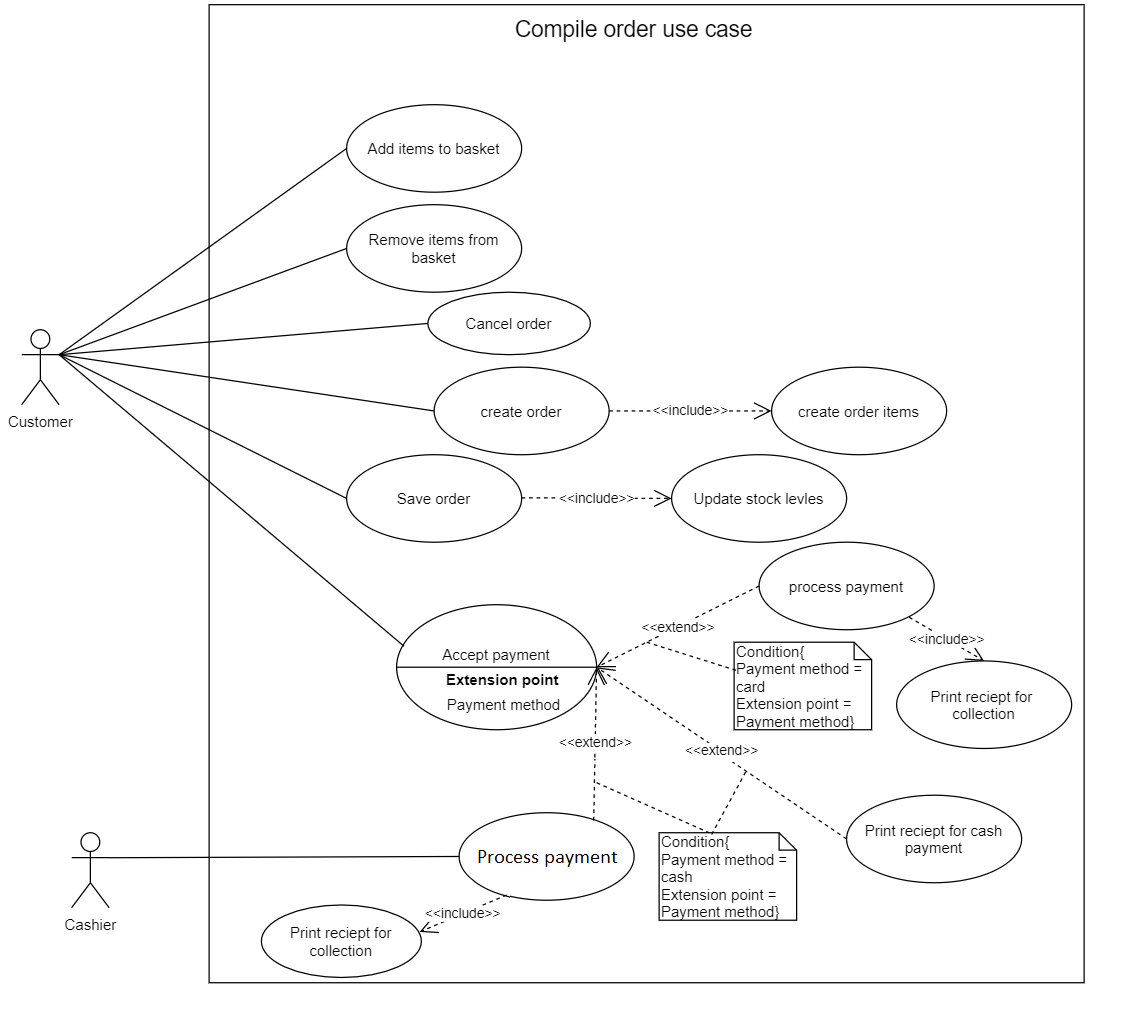 Compile order use case
Add items to basket
Remove items from
basket
Cancel order
Customer
create order
<<include>>
create order items
Save order
<<include>>
Update stock levles
process payment
<<extend>>
<<include>>
Condition{
Payment method =
card
Extension point =
Payment method}
Accept payment
Extension point
Payment method
Print reciept for
collection
<<extend>>
<<extend>>
Print reciept for cash
payment
Condition{
Payment method =
cash
Extension point =
Payment method}
Process payment
Cashier
<<include>>
Print reciept for
collection